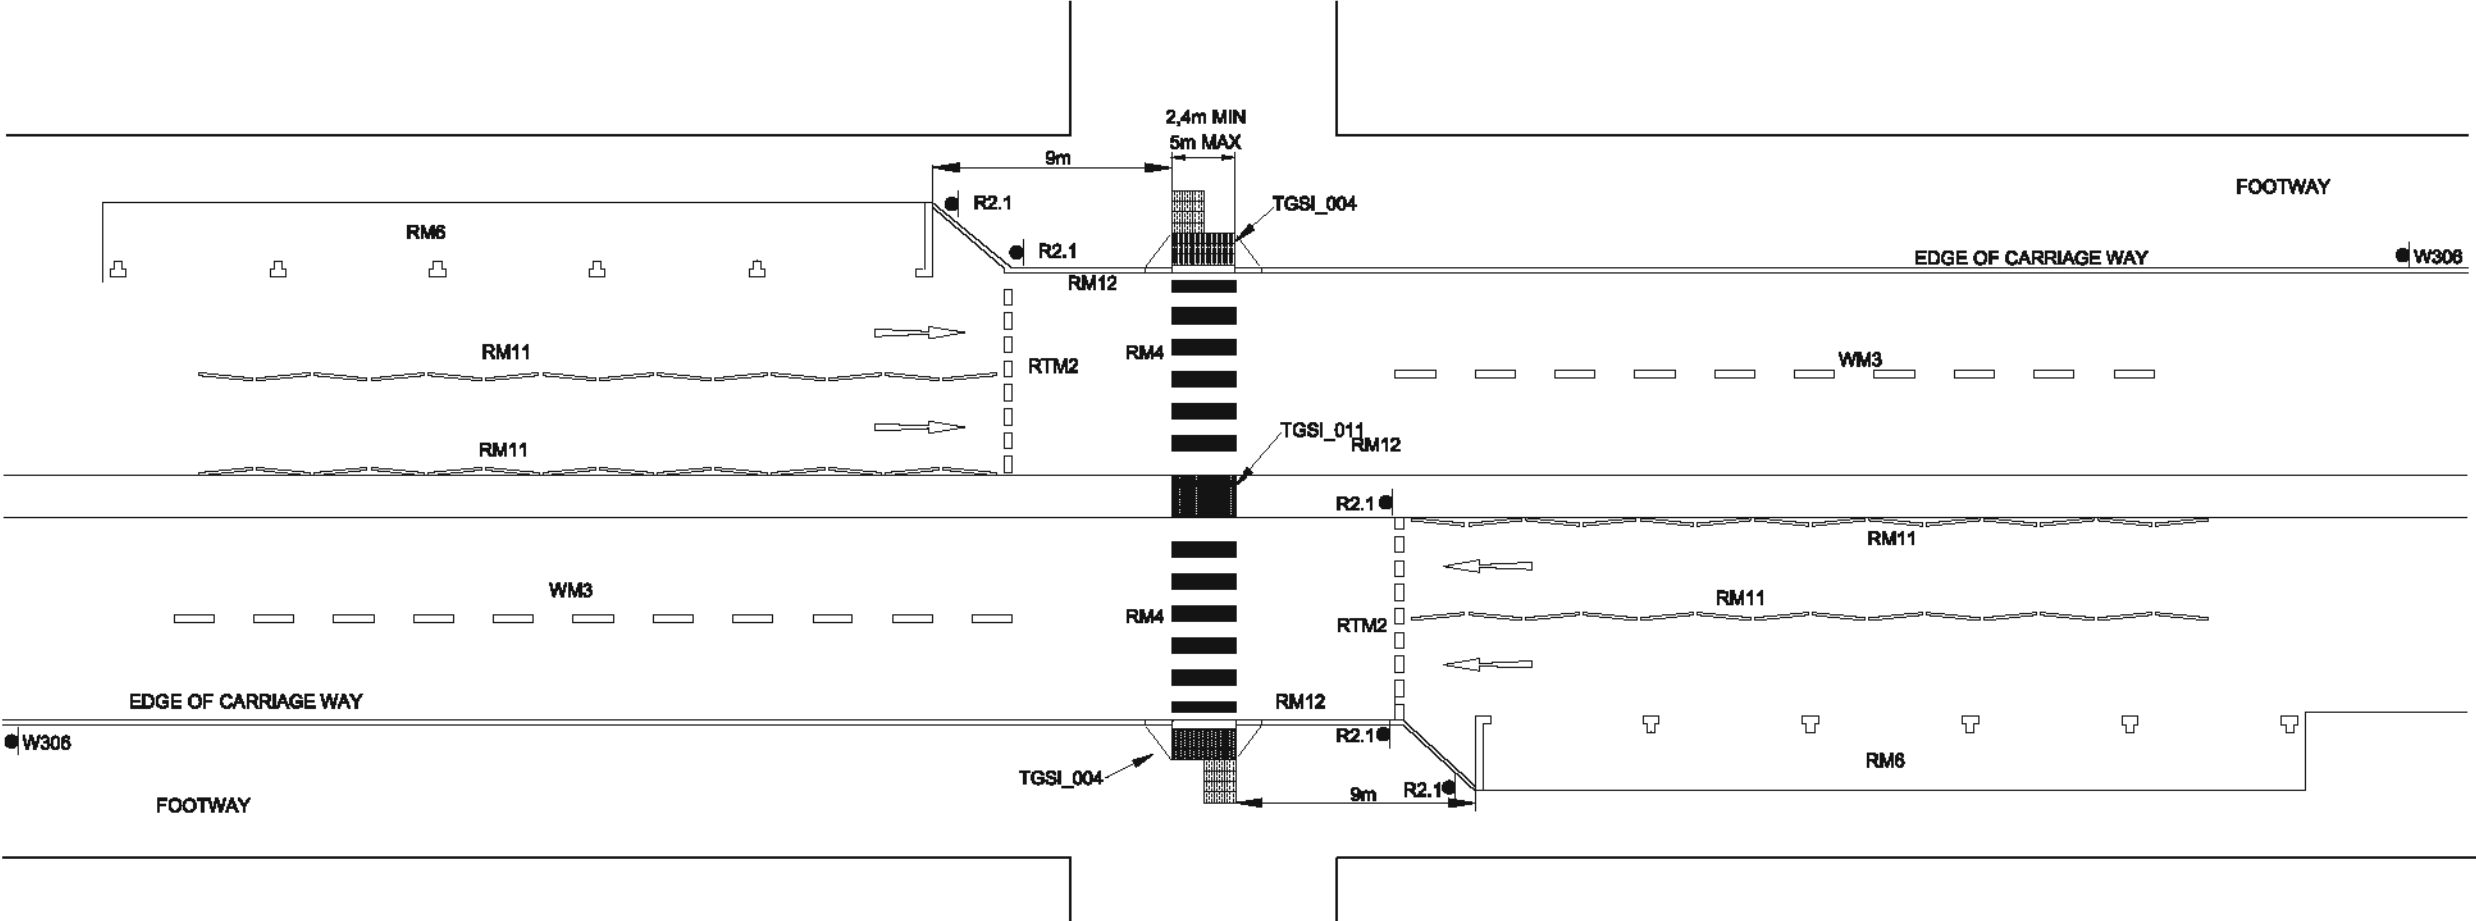 2,4m MIN
5m MAX
9m
FOOTWAY
R2.1
TGSI_004
RM6
R2.1
EDGE OF CARRIAGE WAY
W306
RM12
RM11
RTM2
RM4
WM3
TGSI_011
RM12
RM11
R2.1
RM11
WM3
RM11
RM4
RTM2
EDGE OF CARRIAGE WAY
RM12
W306
R2.1
RM6
TGSI_004
R2.1
9m
FOOTWAY